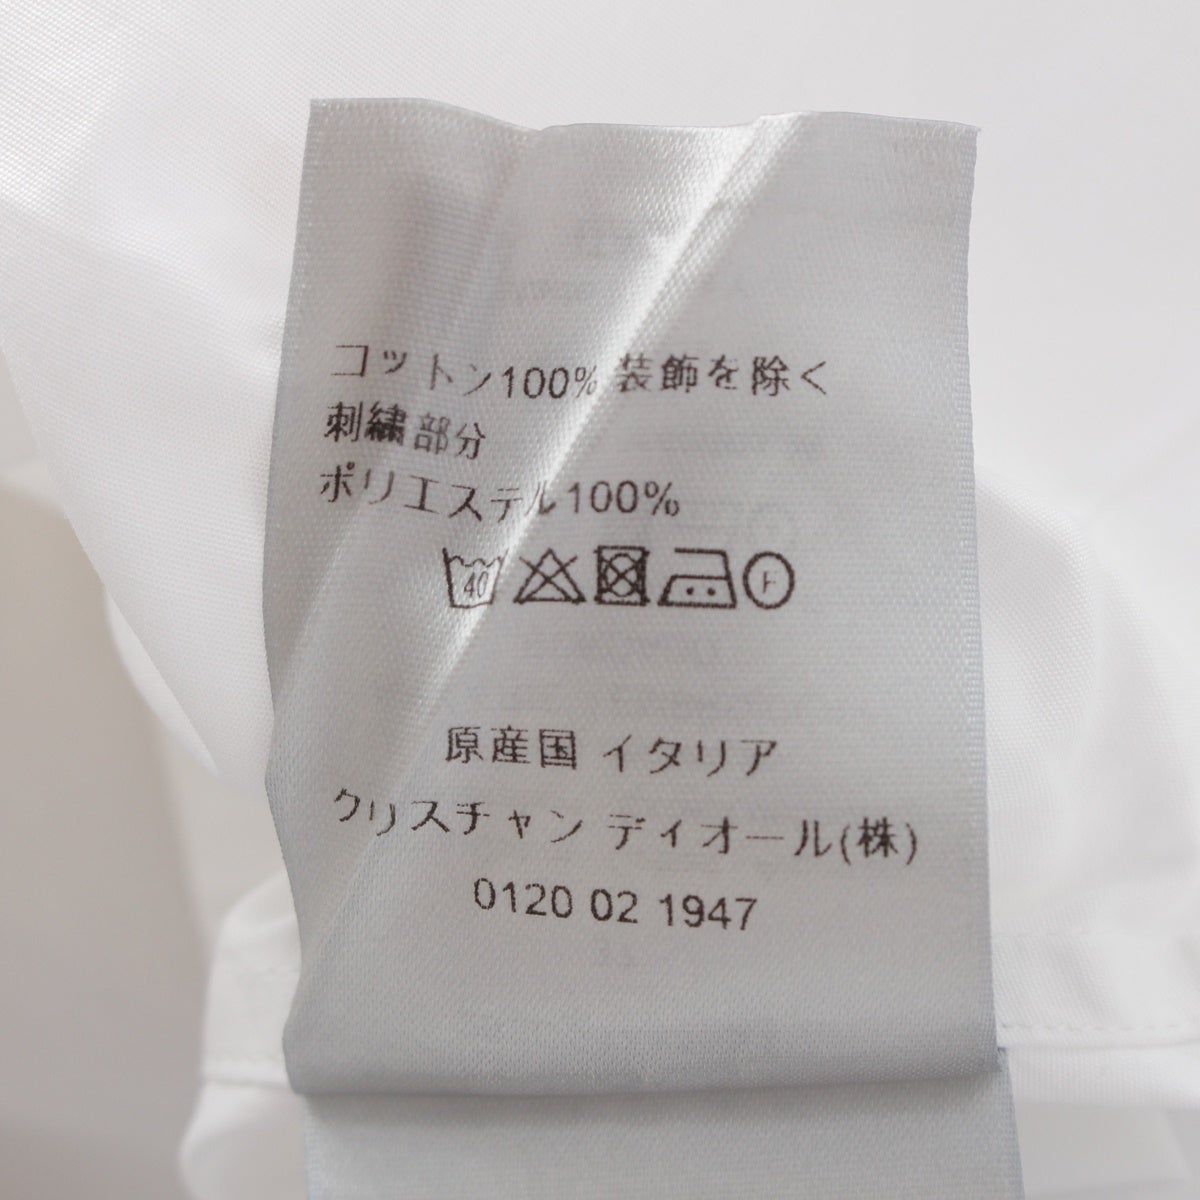 コットン100% 装飾を除く
刺繍部分
ポリエステル100%
40 F
原産国 イタリア
クリスチャン ディオール(株)
0120 02 1947